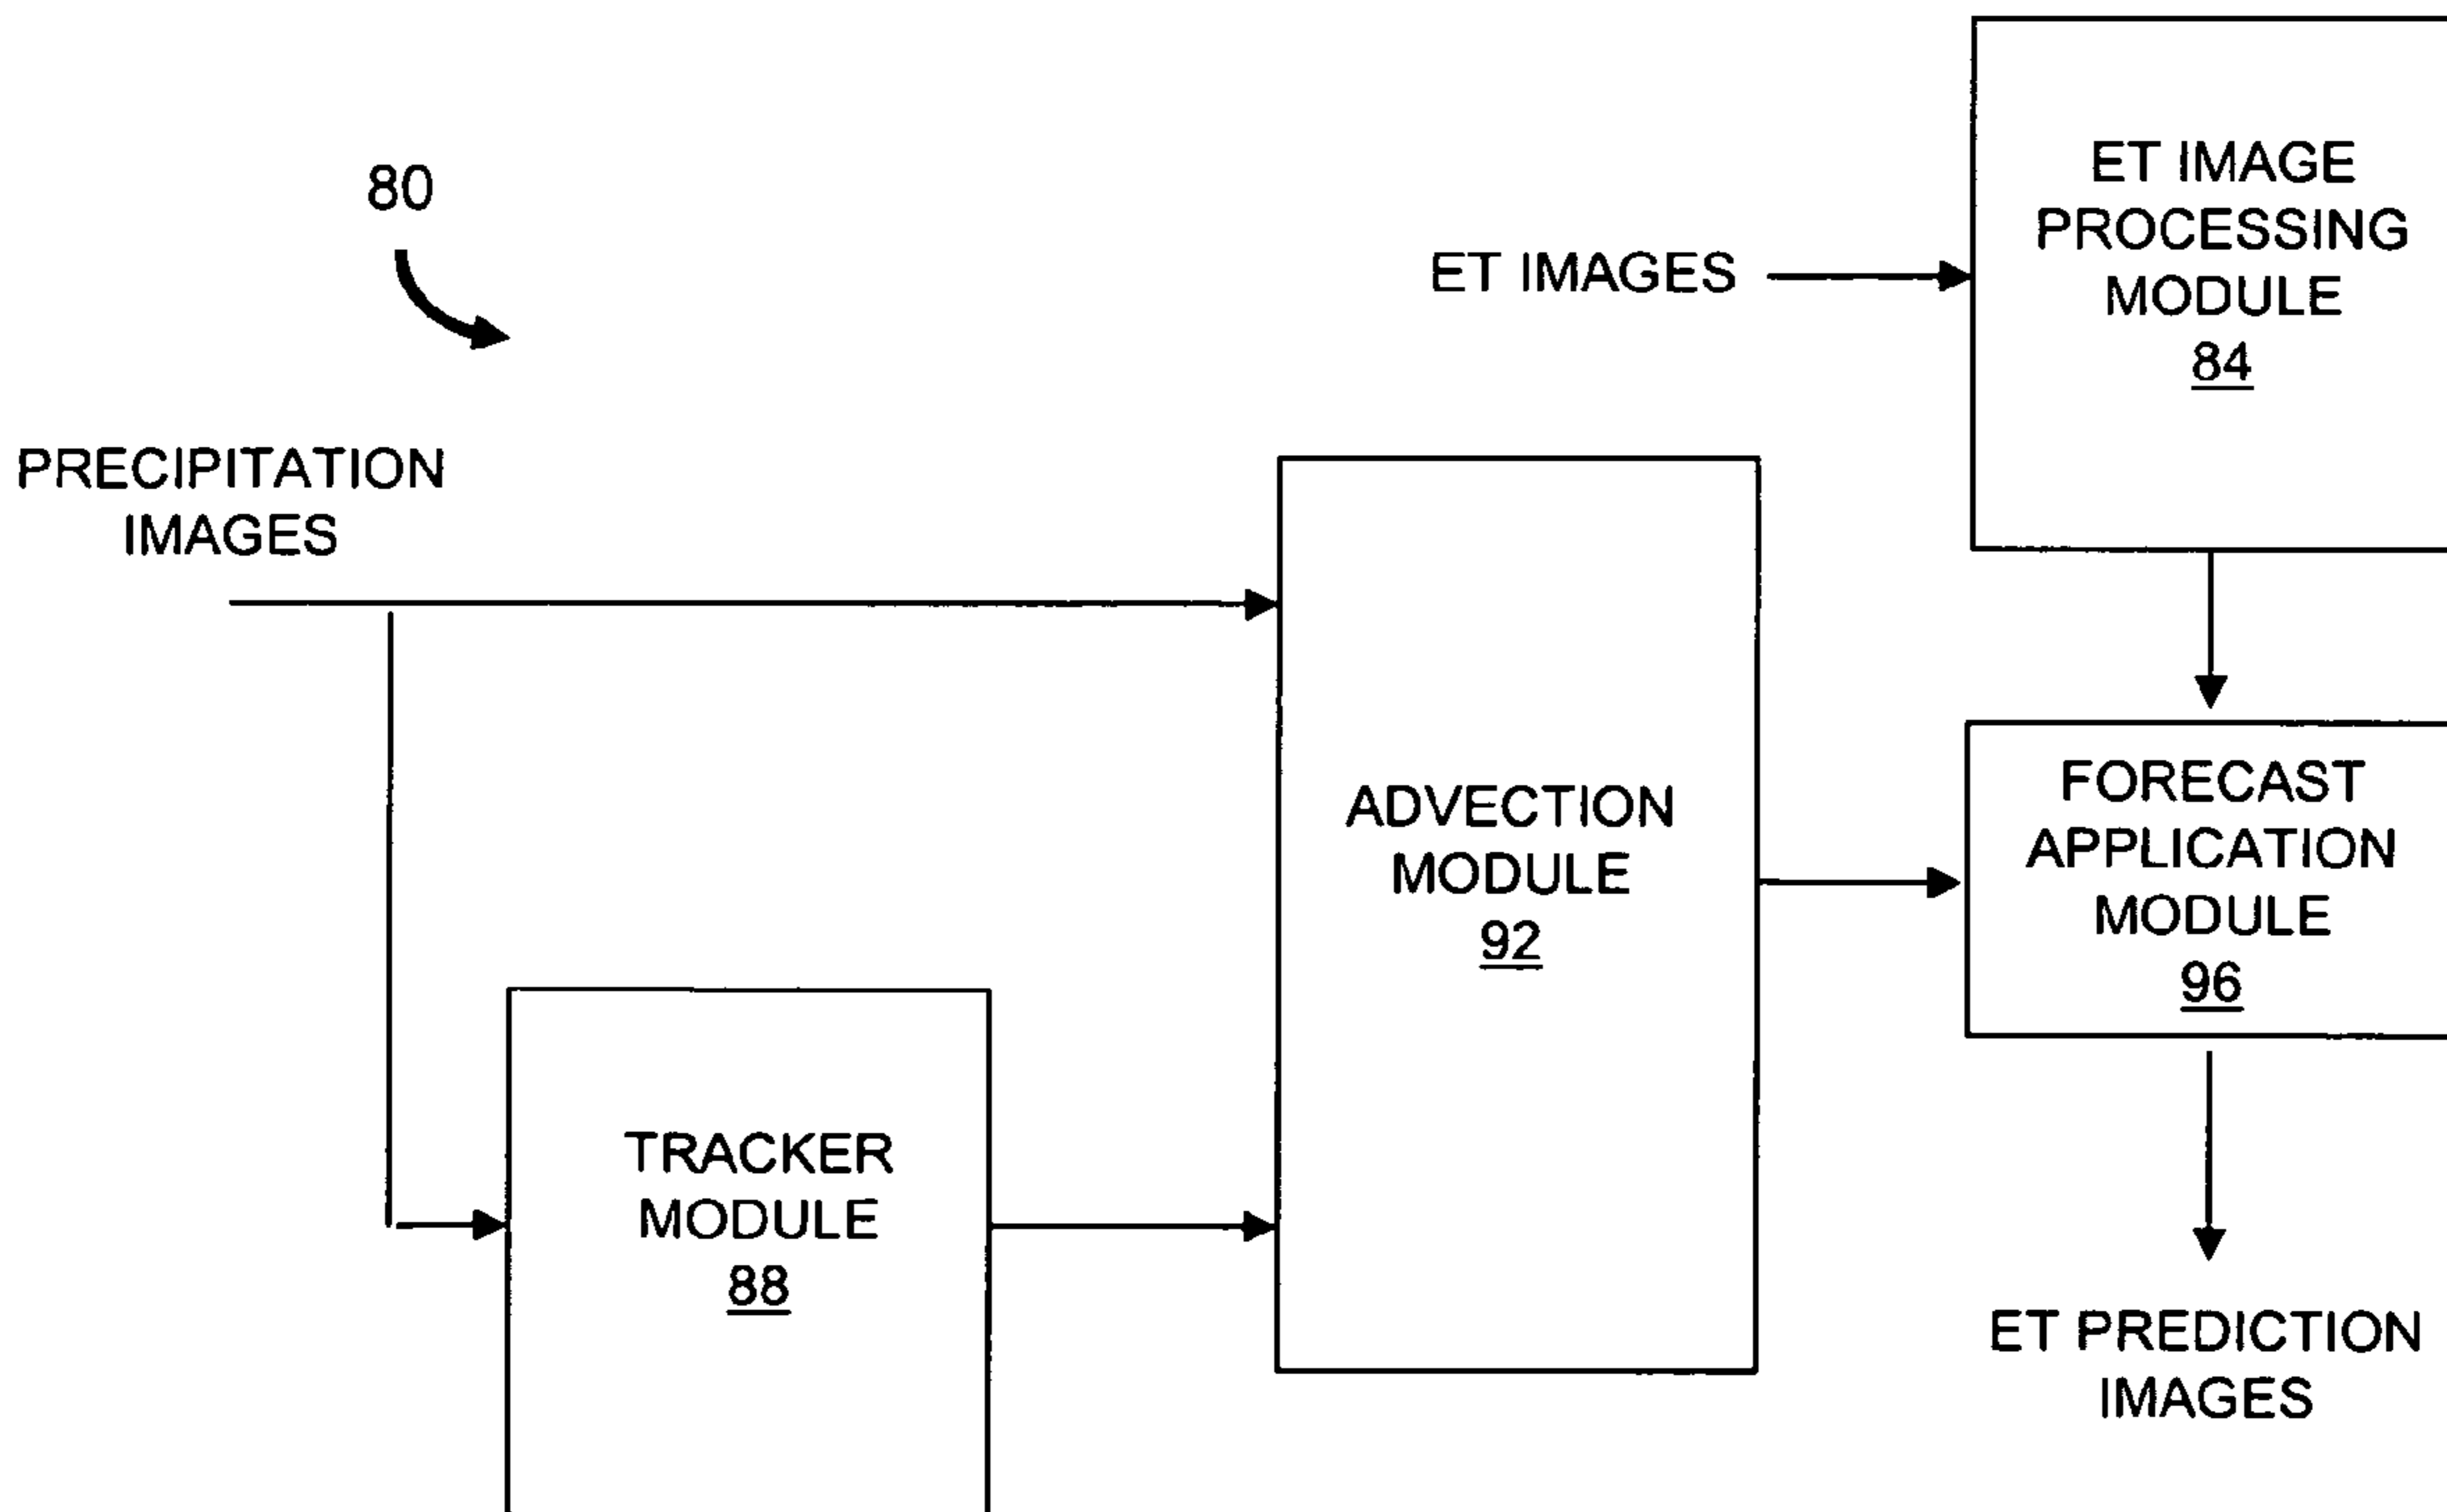 80
PRECIPITATION
IMAGES
ET IMAGES
ET IMAGE
PROCESSING
MODULE
84
ADVECTION
MODULE
92
FORECAST
APPLICATION
MODULE
96
TRACKER
MODULE
88
ET PREDICTION
IMAGES